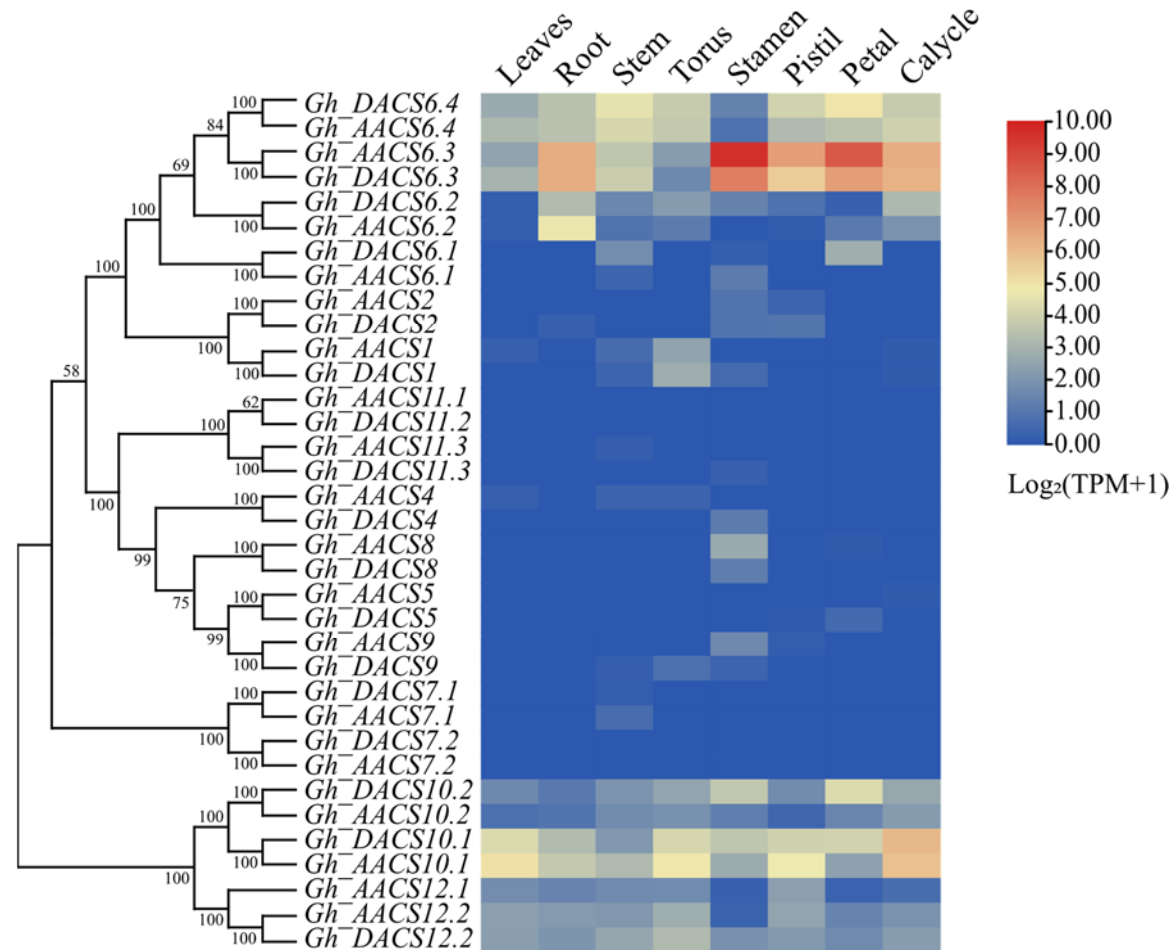 Leaves Root Stem Torus Stamen Pistil Petal Calycle
100 Gh_DACS6.4
84 Gh_AACS6.4
Gh_AACS6.3
69 100 Gh_DACS6.3
Gh_DACS6.2
100 100 Gh_AACS6.2
Gh_DACS6.1
100 100 Gh_AACS6.1
100 Gh_AACS2
Gh_DACS2
100 Gh_AACS1
58 100 Gh_DACS1
62 Gh_AACS11.1
100 Gh_DACS11.2
Gh_AACS11.3
100 Gh_DACS11.3
100 100 Gh_AACS4
Gh_DACS4
99 100 Gh_AACS8
Gh_DACS8
75 100 Gh_AACS5
Gh_DACS5
99 Gh_AACS9
100 Gh_DACS9
100 Gh_DACS7.1
Gh_AACS7.1
100 Gh_DACS7.2
100 Gh_AACS7.2
100 Gh_DACS10.2
Gh_AACS10.2
Gh_DACS10.1
100 100 Gh_AACS10.1
Gh_AACS12.1
100 Gh_AACS12.2
100 Gh_DACS12.2
10.00
9.00
8.00
7.00
6.00
5.00
4.00
3.00
2.00
1.00
0.00
Log₂(TPM+1)